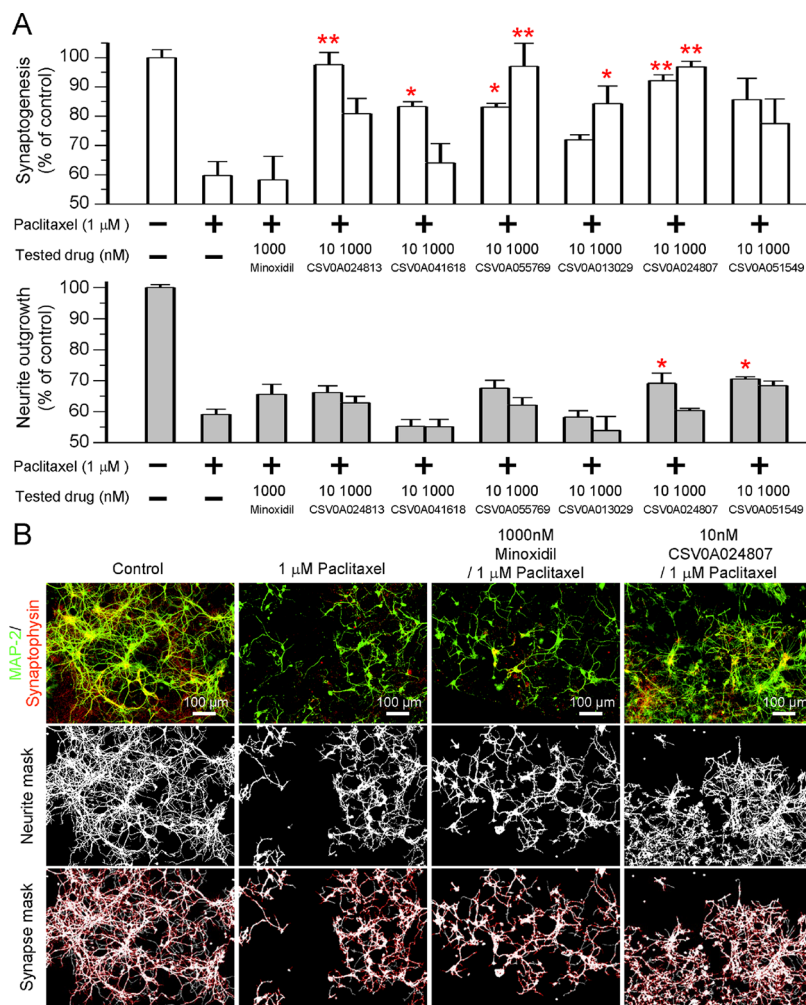 A
Synaptogenesis
(% of control)
100
90
80
70
60
50
** * * ** * ** **
Paclitaxel (1 μM ) − + + + + + + + +
Tested drug (nM) − − 1000 10 1000 10 1000 10 1000 10 1000 10 1000 10 1000
Minoxidil CSV0A024813 CSV0A041618 CSV0A055769 CSV0A013029 CSV0A024807 CSV0A051549
Neurite outgrowth
(% of control)
100
90
80
70
60
50
* *
Paclitaxel (1 μM ) − + + + + + + + +
Tested drug (nM) − − 1000 10 1000 10 1000 10 1000 10 1000 10 1000 10 1000
Minoxidil CSV0A024813 CSV0A041618 CSV0A055769 CSV0A013029 CSV0A024807 CSV0A051549
B
Control
1 μM Paclitaxel
1000nM
Minoxidil
/ 1 μM Paclitaxel
10nM
CSV0A024807
/ 1 μM Paclitaxel
MAP-2/
Synaptophysin
100 μm
100 μm
100 μm
100 μm
Neurite mask
Synapse mask